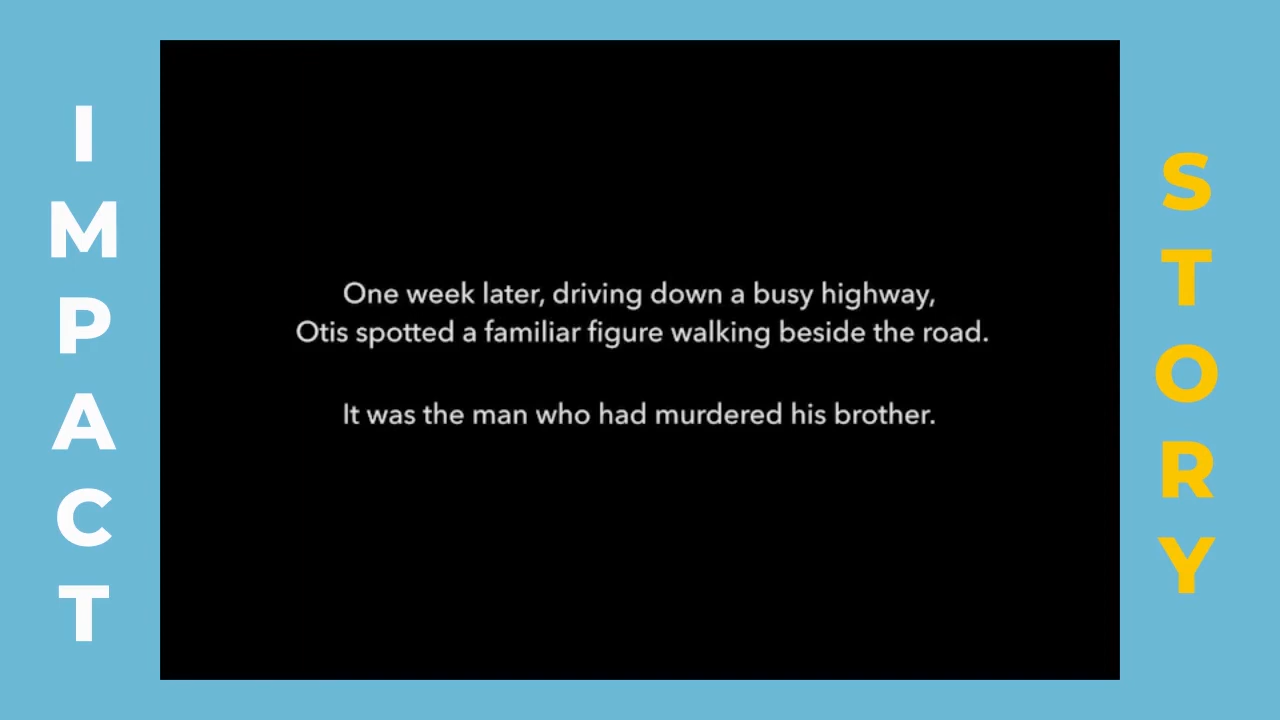 IMPACT
One week later, driving down a busy highway,
Otis spotted a familiar figure walking beside the road.
It was the man who had murdered his brother.
STORY